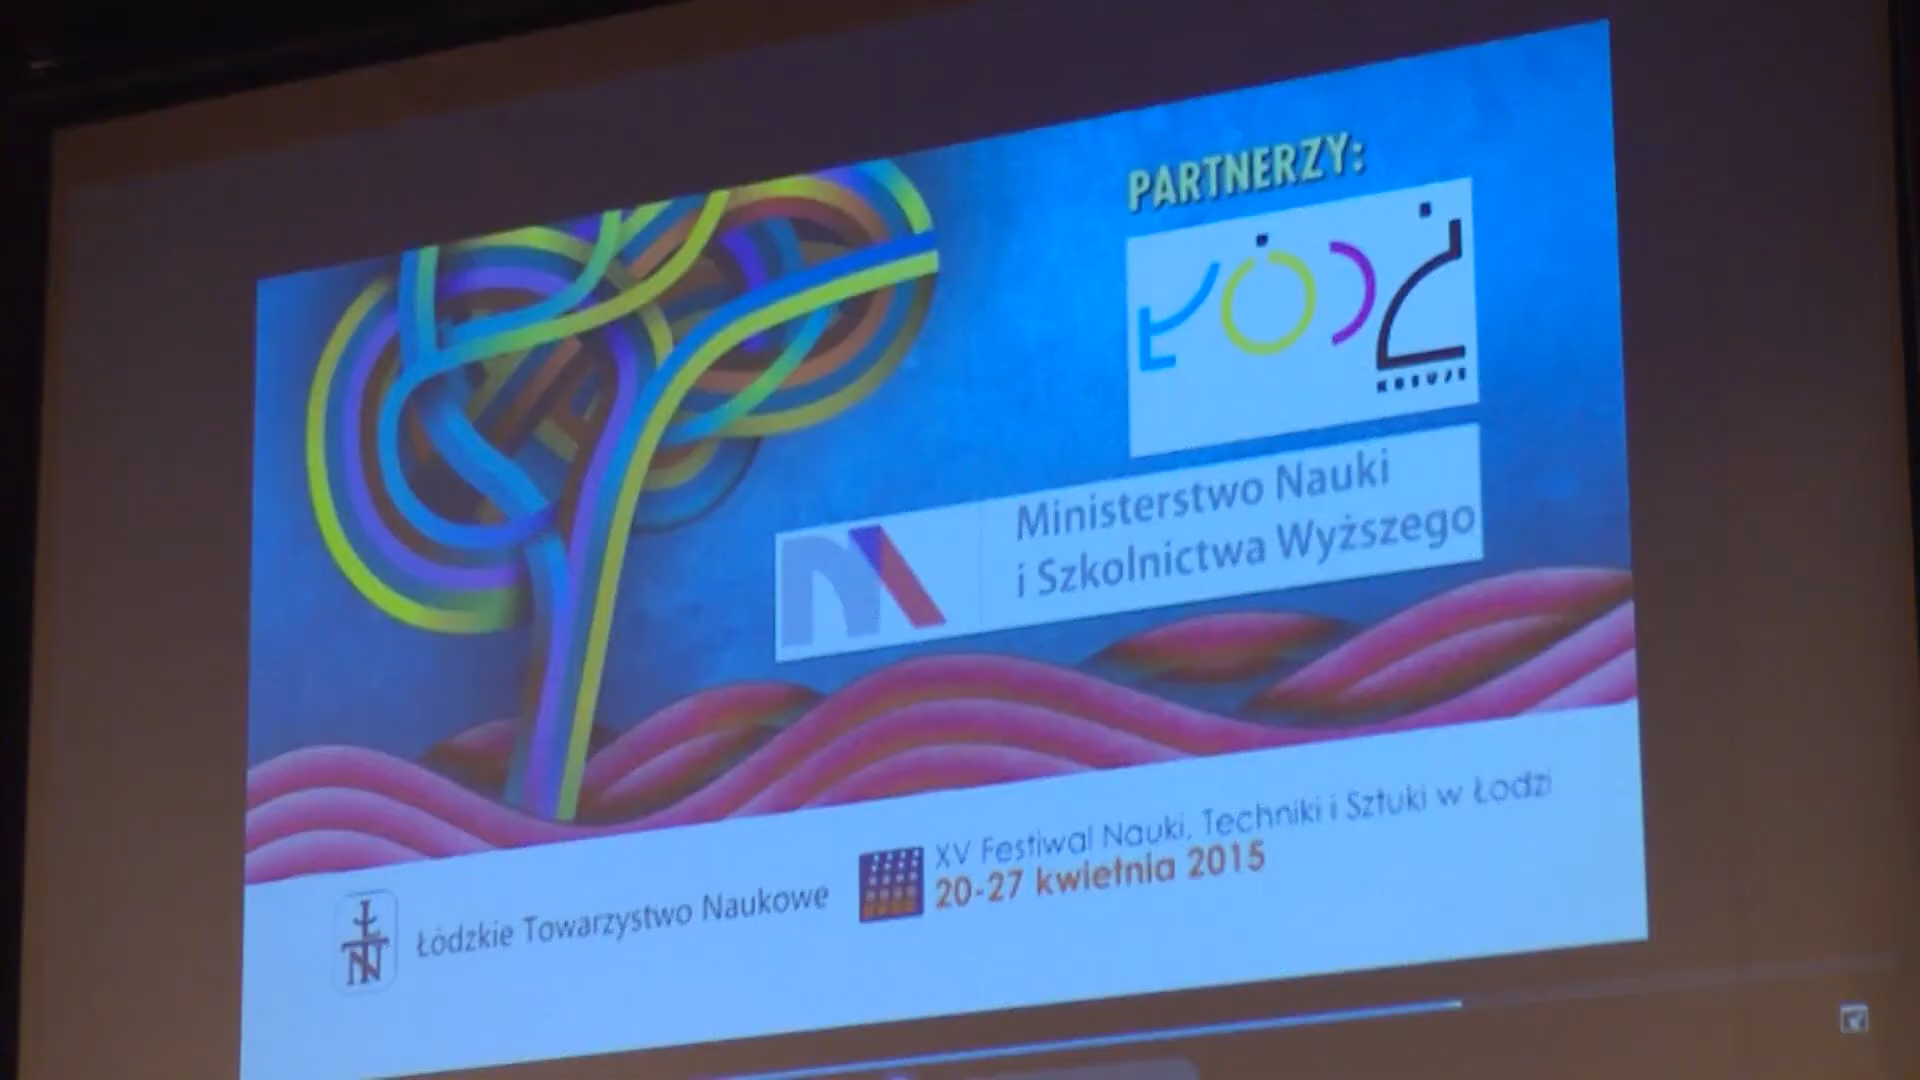 PARTNERZY:
ŁÓDŹ
KREUJE
Ministerstwo Nauki
i Szkolnictwa Wyższego
XV Festiwal Nauki, Techniki i Sztuki w Łodzi
20-27 kwietnia 2015
Łódzkie Towarzystwo Naukowe
ŁTN